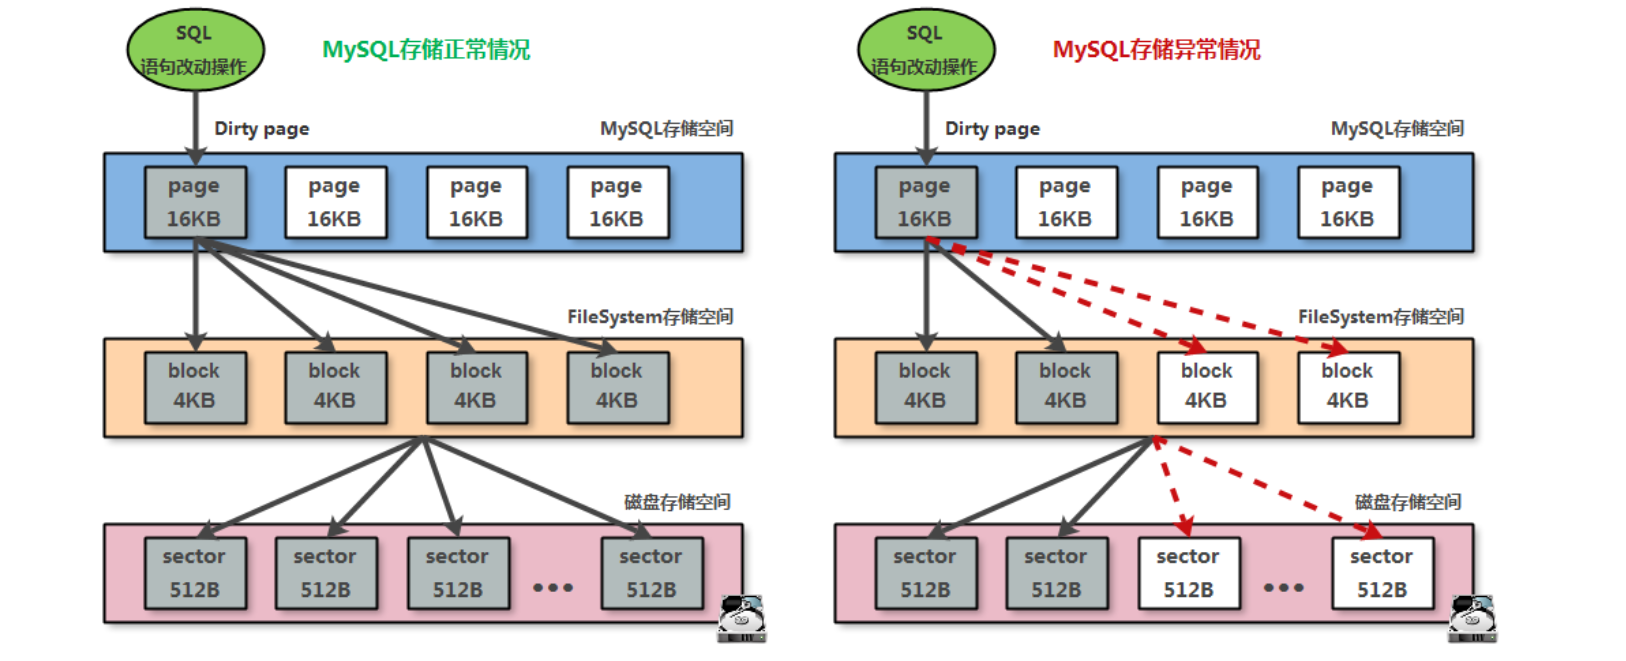 SQL
语句改动操作
MySQL存储正常情况
Dirty page
MySQL存储空间
page
16KB
page
16KB
page
16KB
page
16KB
FileSystem存储空间
block
4KB
block
4KB
block
4KB
block
4KB
磁盘存储空间
sector
512B
sector
512B
sector
512B
•••
sector
512B
SQL
语句改动操作
MySQL存储异常情况
Dirty page
MySQL存储空间
page
16KB
page
16KB
page
16KB
page
16KB
FileSystem存储空间
block
4KB
block
4KB
block
4KB
block
4KB
磁盘存储空间
sector
512B
sector
512B
sector
512B
•••
sector
512B